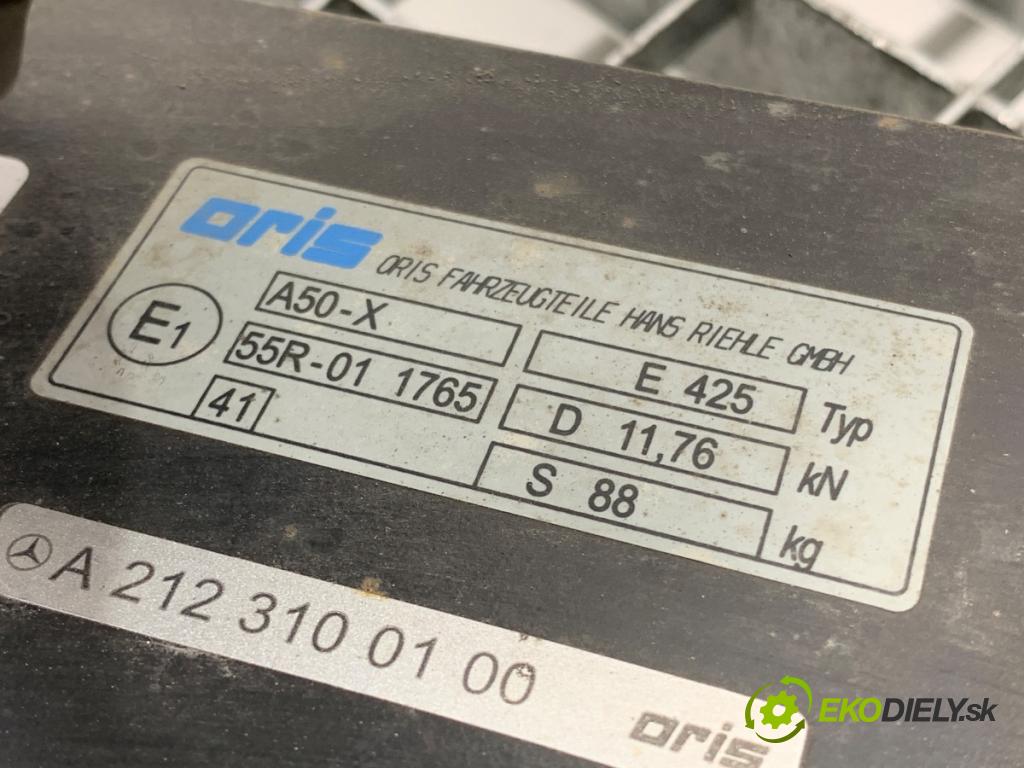 oris ORIS FAHRZEUGTEILE HANS RIEHLE GMBH
E1 A50-X E 425 Typ
55R-01 1765 D 11,76 kN
41 S 88 kg
A 212 310 01 00
oris
EKODIELY.sk